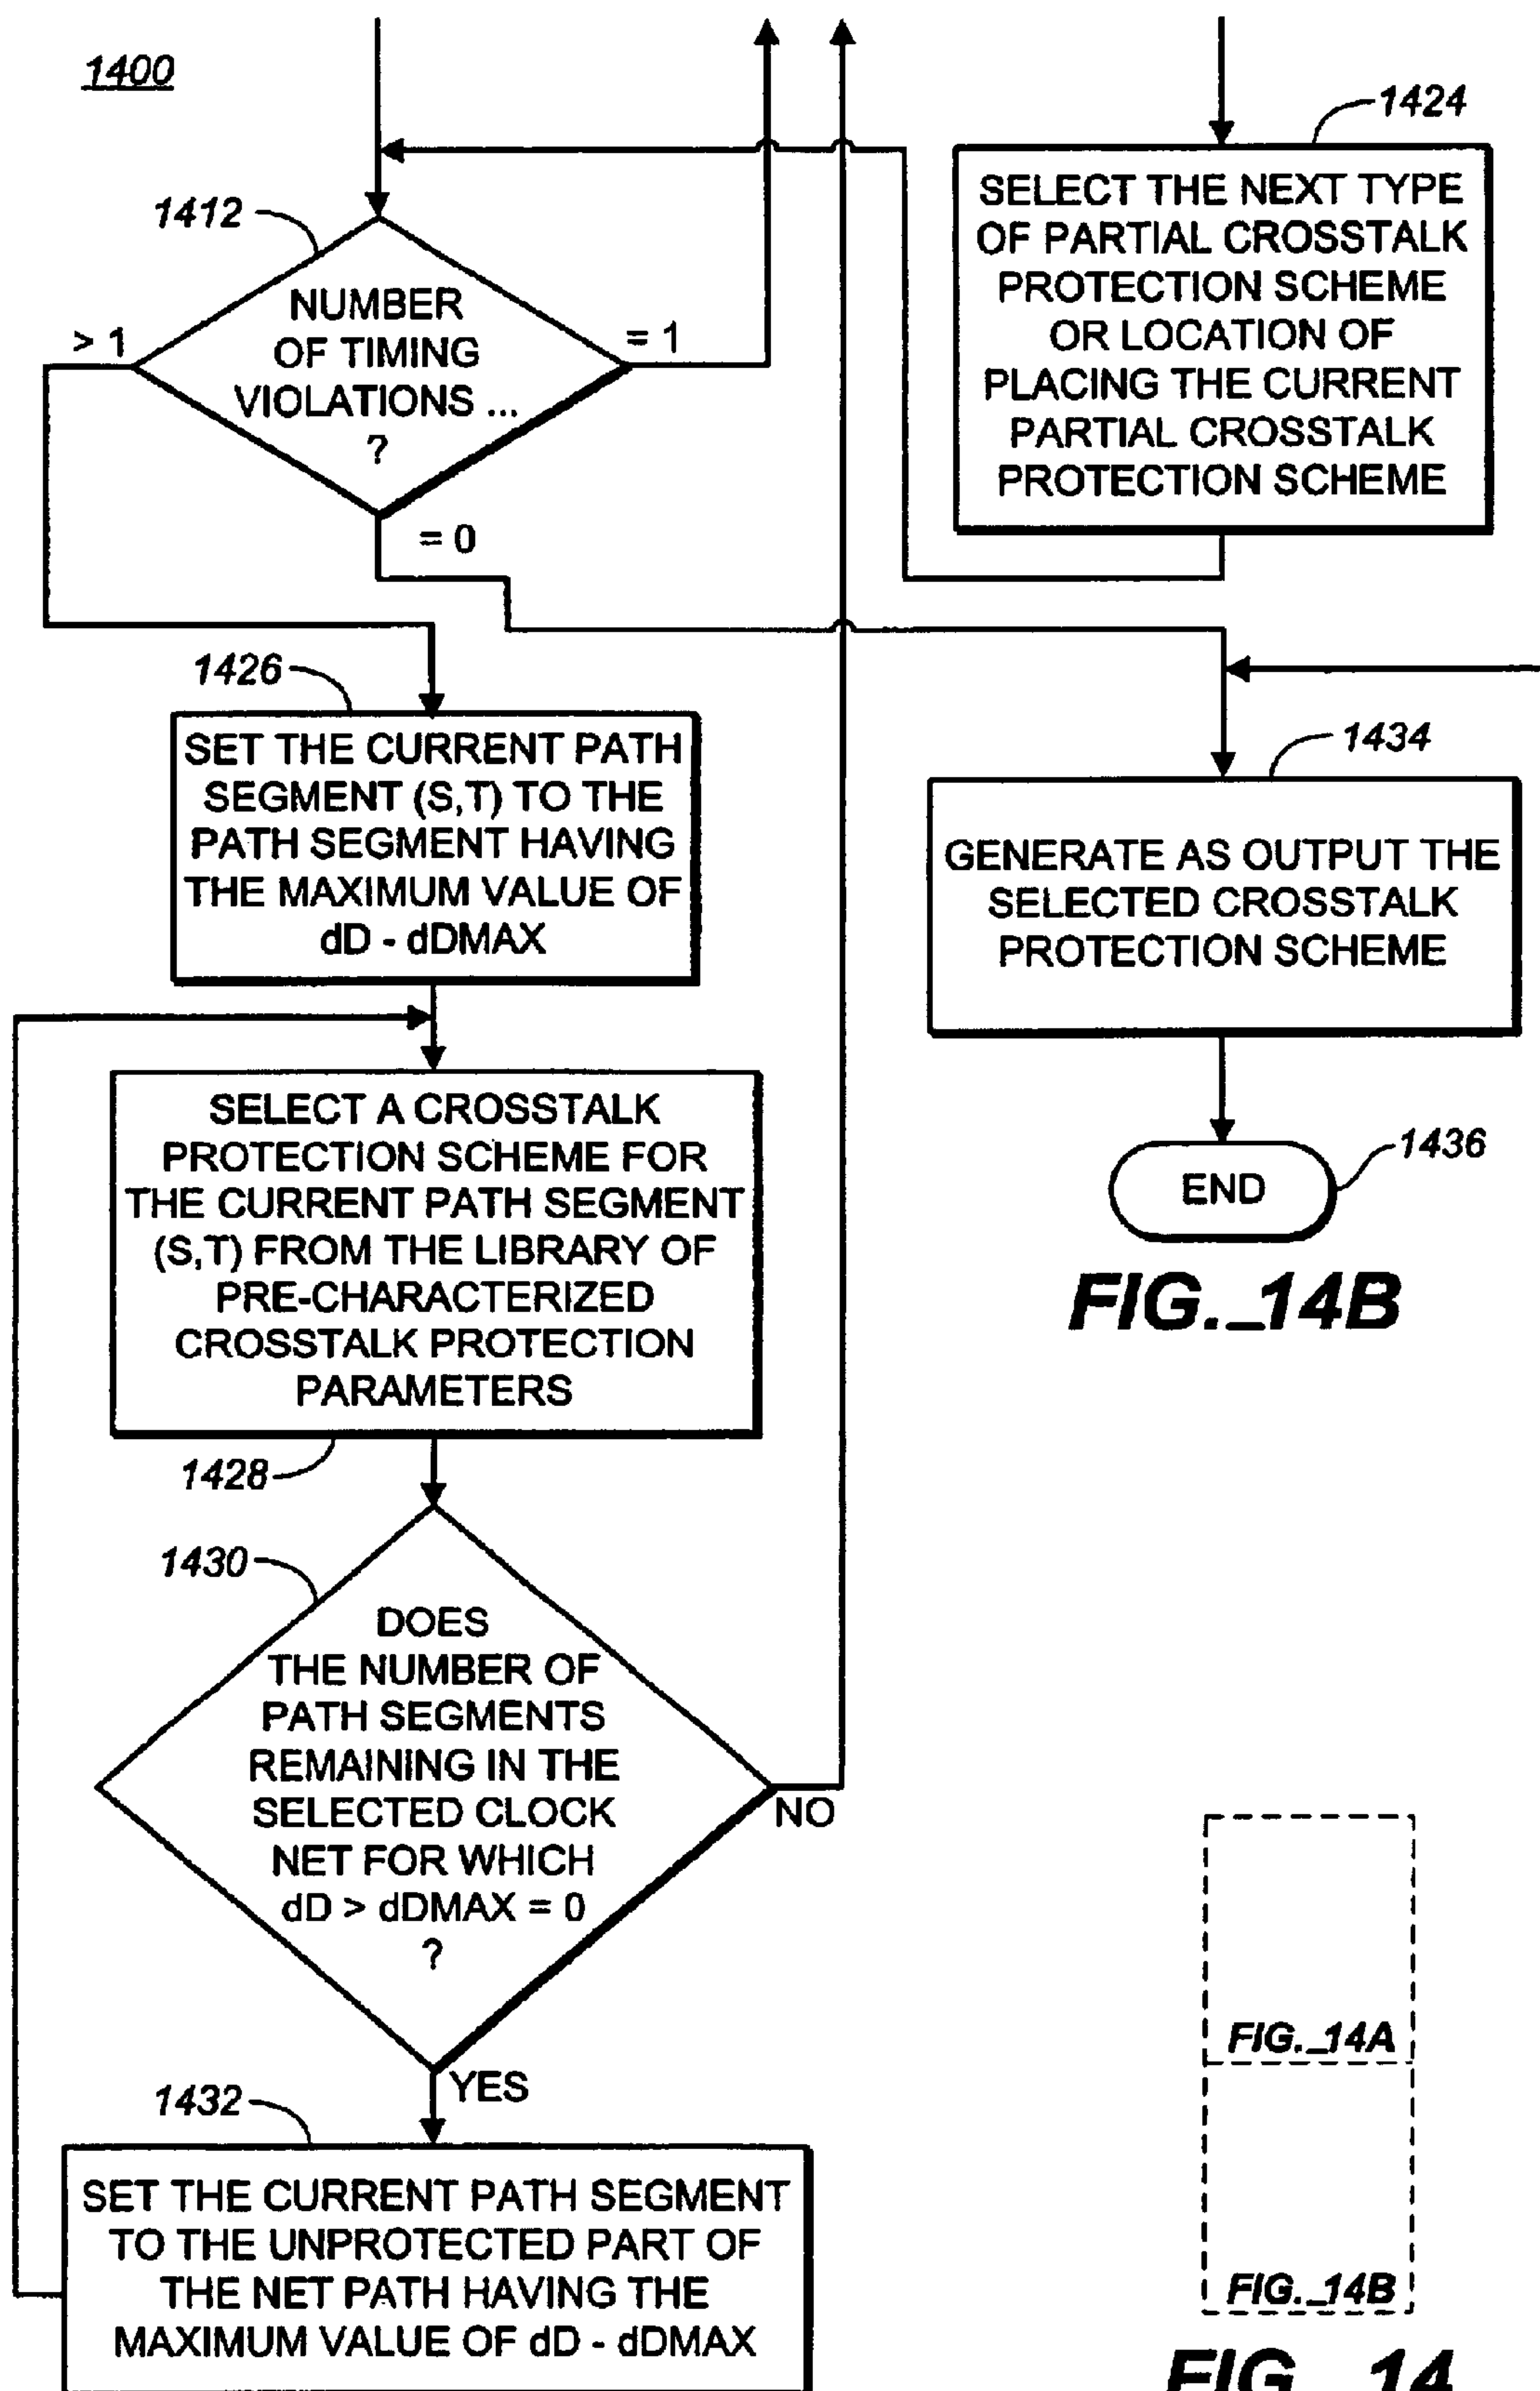 1400
1412
NUMBER
OF TIMING
VIOLATIONS ...
?
> 1
= 1
= 0
1424
SELECT THE NEXT TYPE
OF PARTIAL CROSSTALK
PROTECTION SCHEME
OR LOCATION OF
PLACING THE CURRENT
PARTIAL CROSSTALK
PROTECTION SCHEME
1426
SET THE CURRENT PATH
SEGMENT (S,T) TO THE
PATH SEGMENT HAVING
THE MAXIMUM VALUE OF
dD - dDMAX
1434
GENERATE AS OUTPUT THE
SELECTED CROSSTALK
PROTECTION SCHEME
1436
END
FIG._14B
SELECT A CROSSTALK
PROTECTION SCHEME FOR
THE CURRENT PATH SEGMENT
(S,T) FROM THE LIBRARY OF
PRE-CHARACTERIZED
CROSSTALK PROTECTION
PARAMETERS
1428
1430
DOES
THE NUMBER OF
PATH SEGMENTS
REMAINING IN THE
SELECTED CLOCK
NET FOR WHICH
dD > dDMAX = 0
?
NO
YES
1432
SET THE CURRENT PATH SEGMENT
TO THE UNPROTECTED PART OF
THE NET PATH HAVING THE
MAXIMUM VALUE OF dD - dDMAX
FIG._14A
FIG._14B
FIG._14